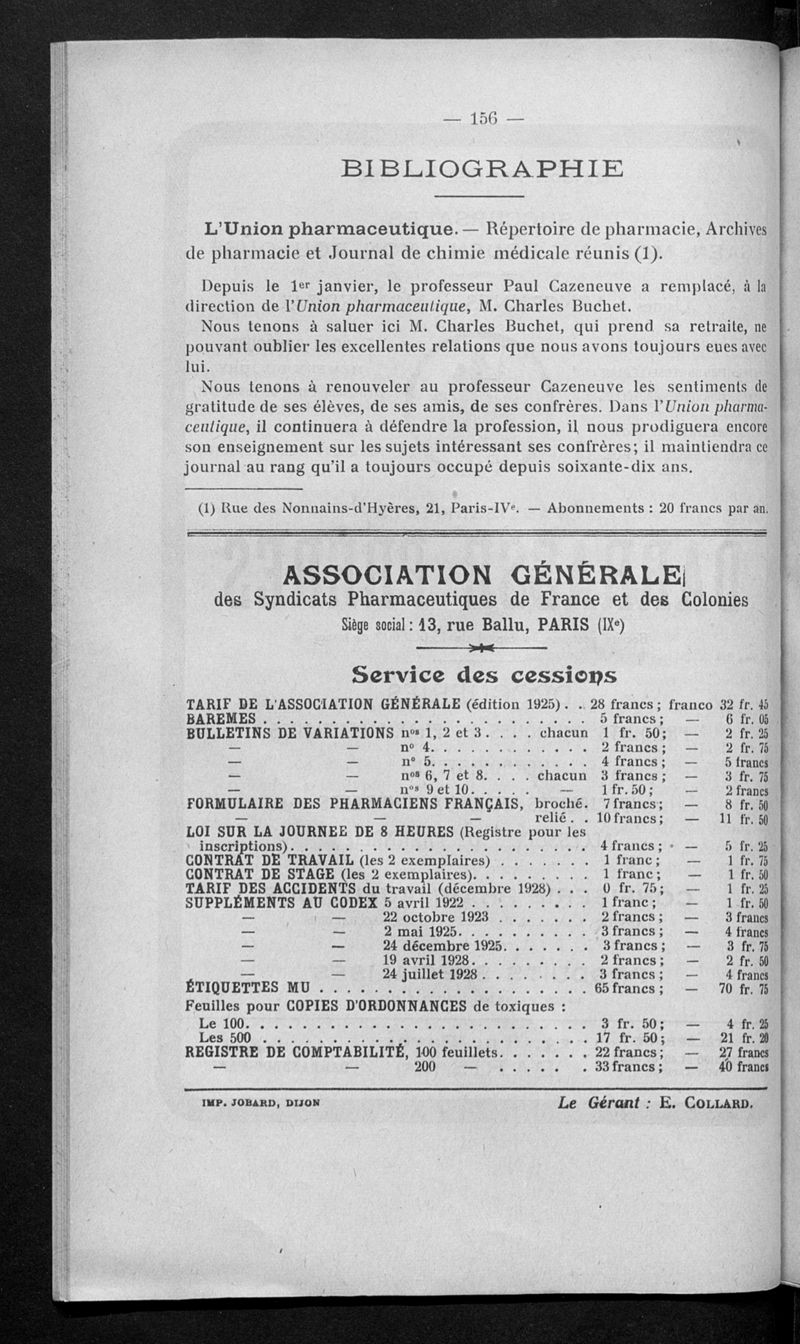 — 156 —
BIBLIOGRAPHIE
L'Union pharmaceutique. — Répertoire de pharmacie, Archives
de pharmacie et Journal de chimie médicale réunis (1).
Depuis le 1er janvier, le professeur Paul Cazeneuve a remplacé, à la
direction de l'Union pharmaceutique, M. Charles Buchet.
Nous tenons à saluer ici M. Charles Buchet, qui prend sa retraite, ne
pouvant oublier les excellentes relations que nous avons toujours eues avec
lui.
Nous tenons à renouveler au professeur Cazeneuve les sentiments de
gratitude de ses élèves, de ses amis, de ses confrères. Dans l'Union pharma-
ceutique, il continuera à défendre la profession, il nous prodiguera encore
son enseignement sur les sujets intéressant ses confrères; il maintiendra ce
journal au rang qu'il a toujours occupé depuis soixante-dix ans.
(1) Rue des Nonnains-d'Hyères, 21, Paris-IVe. — Abonnements : 20 francs par an.
ASSOCIATION GÉNÉRALE
des Syndicats Pharmaceutiques de France et des Colonies
Siège social : 13, rue Ballu, PARIS (IXe)
Service des cessions
TARIF DE L'ASSOCIATION GÉNÉRALE (édition 1925). . 28 francs ; franco 32 fr. 45
BAREMES . . . . . . . . . . . . . . . . . . . . . . . . 5 francs ; — 6 fr. 05
BULLETINS DE VARIATIONS nos 1, 2 et 3. . . . chacun 1 fr. 50; — 2 fr. 25
— — n° 4. . . . . . . . . . . . 2 francs ; — 2 fr. 75
— — n° 5. . . . . . . . . . . . 4 francs ; — 5 francs
— — nos 6, 7 et 8. . . . chacun 3 francs ; — 3 fr. 75
— — nos 9 et 10. . . . . — 1 fr. 50 ; — 2 francs
FORMULAIRE DES PHARMACIENS FRANÇAIS, broché. 7 francs; — 8 fr. 50
— — — relié . . 10 francs ; — 11 fr. 50
LOI SUR LA JOURNEE DE 8 HEURES (Registre pour les
inscriptions). . . . . . . . . . . . . . . . . . . . . . 4 francs ; — 5 fr. 25
CONTRAT DE TRAVAIL (les 2 exemplaires) . . . . . . . 1 franc ; — 1 fr. 75
CONTRAT DE STAGE (les 2 exemplaires). . . . . . . . . 1 franc ; — 1 fr. 50
TARIF DES ACCIDENTS du travail (décembre 1928) . . . 0 fr. 75; — 1 fr. 25
SUPPLÉMENTS AU CODEX 5 avril 1922 . . . . . . . . . 1 franc ; — 1 fr. 50
— — 22 octobre 1923 . . . . . . . 2 francs ; — 3 francs
— — 2 mai 1925. . . . . . . . . . 3 francs ; — 4 francs
— — 24 décembre 1925. . . . . . . 3 francs ; — 3 fr. 75
— — 19 avril 1928. . . . . . . . . 2 francs ; — 2 fr. 50
— — 24 juillet 1928 . . . . . . . . 3 francs ; — 4 francs
ÉTIQUETTES MU . . . . . . . . . . . . . . . . . . . . 65 francs ; — 70 fr. 75
Feuilles pour COPIES D'ORDONNANCES de toxiques :
Le 100. . . . . . . . . . . . . . . . . . . . . . . . . . 3 fr. 50; — 4 fr. 25
Les 500 . . . . . . . . . . . . . . . . . . . . . . . . . 17 fr. 50; — 21 fr. 20
REGISTRE DE COMPTABILITÉ, 100 feuillets. . . . . . . 22 francs ; — 27 francs
— — 200 — . . . . . . 33 francs ; — 40 francs
IMP. JOBARD, DIJON
Le Gérant : E. COLLARD.